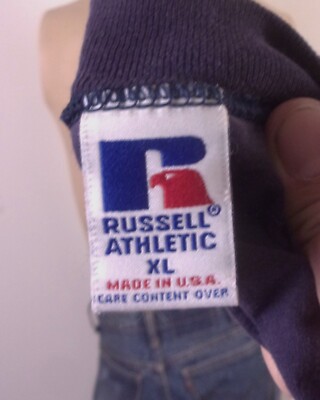 R
RUSSELL®
ATHLETIC
XL
MADE IN U.S.A.
CARE CONTENT OVER